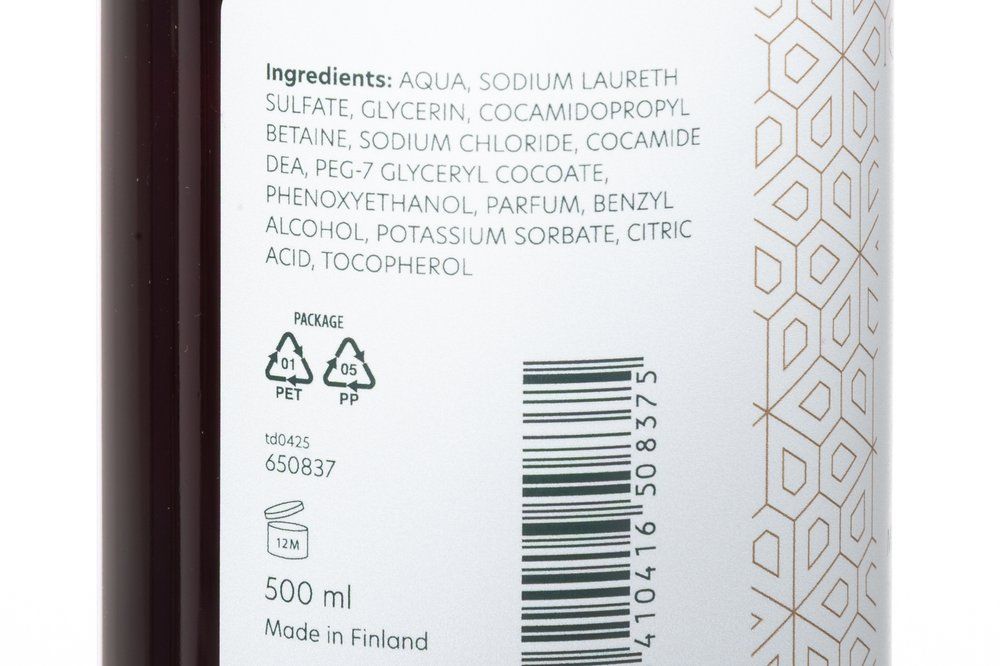 Ingredients: AQUA, SODIUM LAURETH
SULFATE, GLYCERIN, COCAMIDOPROPYL
BETAINE, SODIUM CHLORIDE, COCAMIDE
DEA, PEG-7 GLYCERYL COCOATE,
PHENOXYETHANOL, PARFUM, BENZYL
ALCOHOL, POTASSIUM SORBATE, CITRIC
ACID, TOCOPHEROL
PACKAGE
01 05
PET PP
td0425
650837
12M
500 ml
Made in Finland
6410416508375